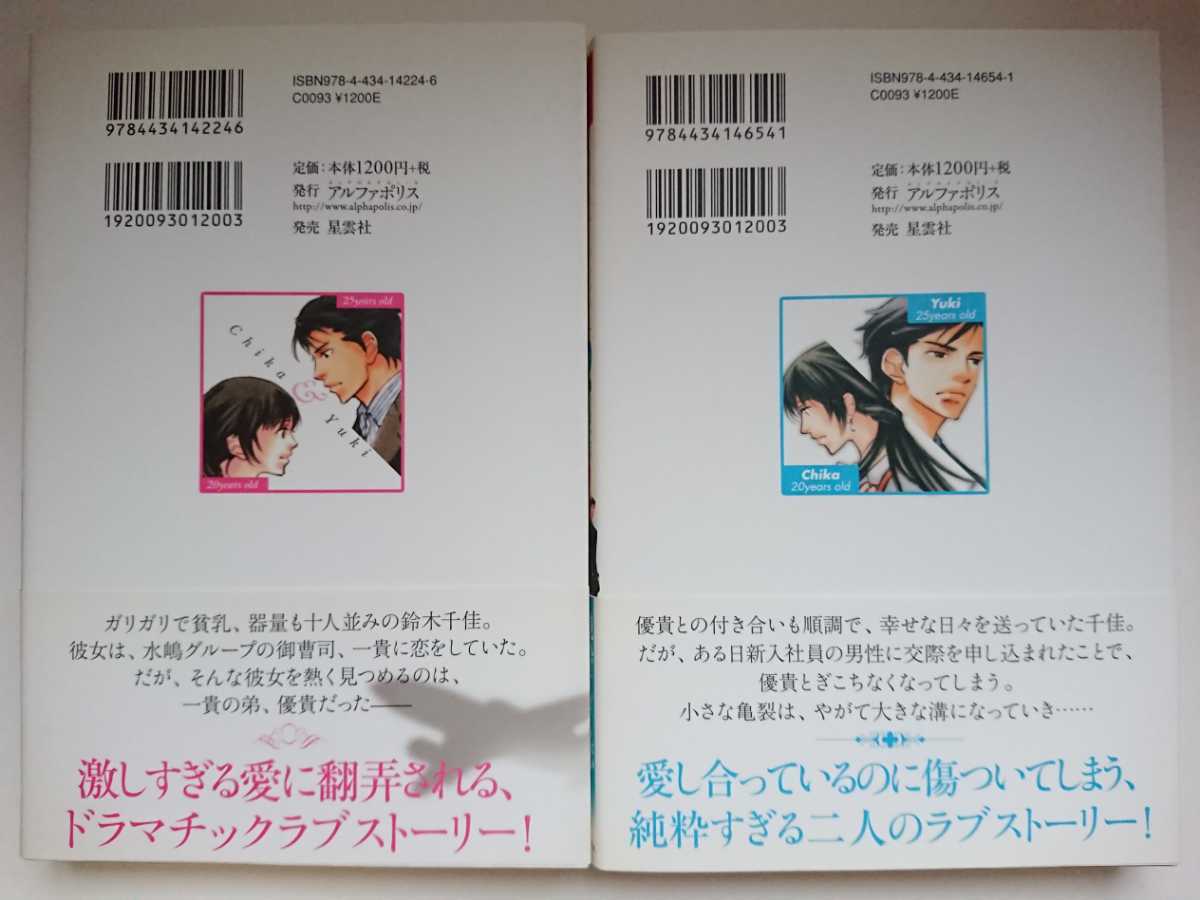 ISBN978-4-434-14224-6
C0093 ¥1200E
9784434142246
定価：本体1200円+税
発行 アルファポリス
http://www.alphapolis.co.jp/
発売 星雲社
1920093012003
25years old
Chika
&
Yuki
20years old
ガリガリで貧乳、器量も十人並みの鈴木千佳。
彼女は、水嶋グループの御曹司、一貴に恋をしていた。
だが、そんな彼女を熱く見つめるのは、
一貴の弟、優貴だった――
激しすぎる愛に翻弄される、
ドラマチックラブストーリー！
ISBN978-4-434-14654-1
C0093 ¥1200E
9784434146541
定価：本体1200円+税
発行 アルファポリス
http://www.alphapolis.co.jp/
発売 星雲社
1920093012003
Yuki
25years old
Chika
20years old
優貴との付き合いも順調で、幸せな日々を送っていた千佳。
だが、ある日新入社員の男性に交際を申し込まれたことで、
優貴とぎこちなくなってしまう。
小さな亀裂は、やがて大きな溝になっていき……
愛し合っているのに傷ついてしまう、
純粋すぎる二人のラブストーリー！